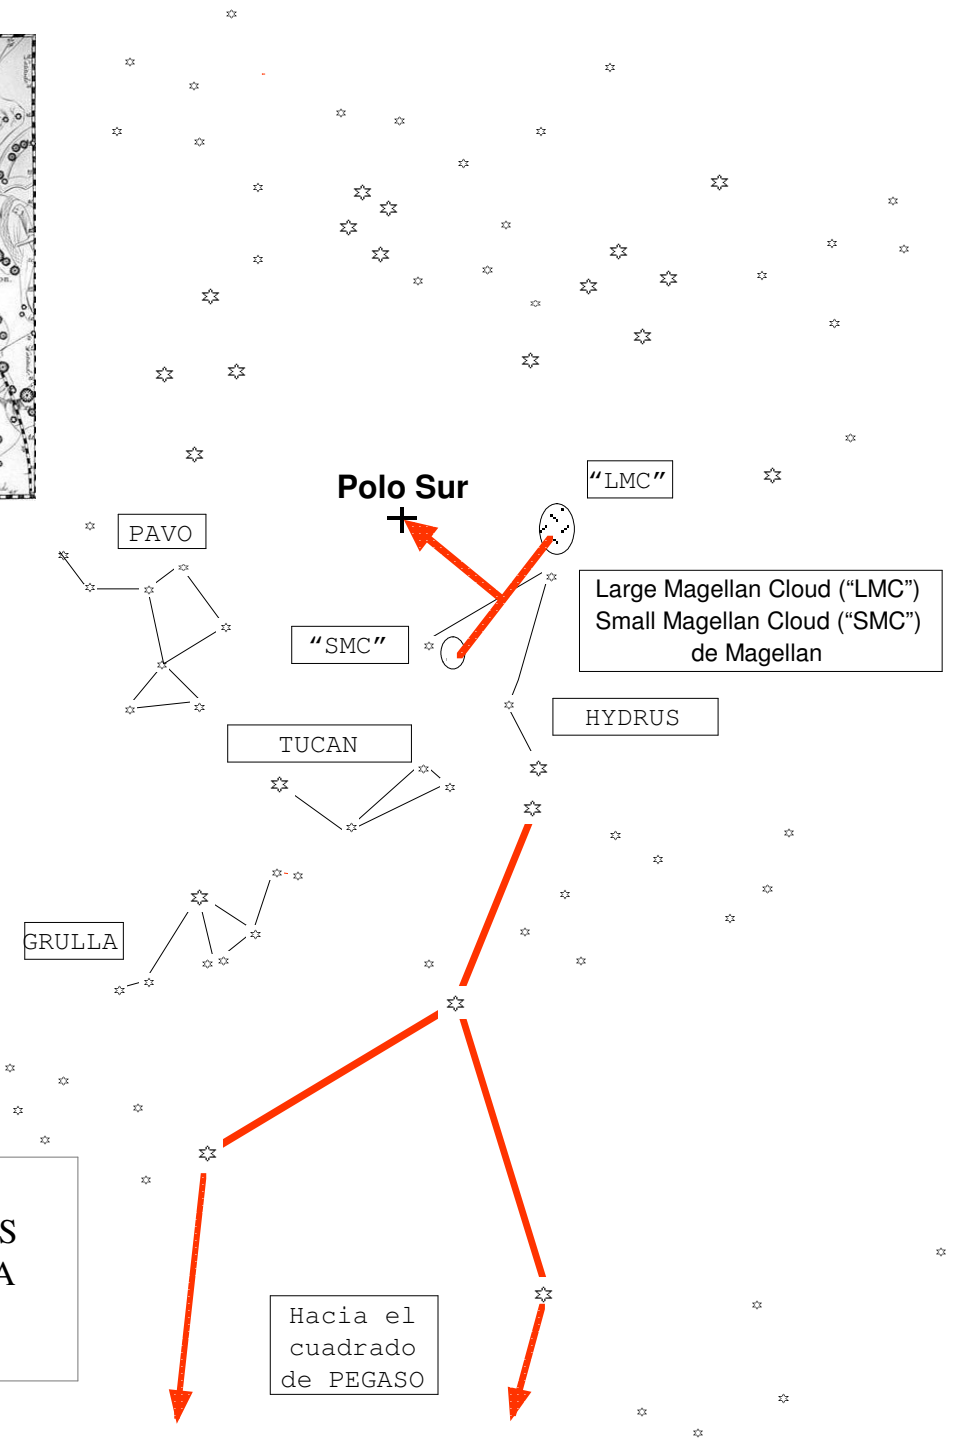 “LMC”
Polo Sur
PAVO
Large Magellan Cloud (“LMC”)
Small Magellan Cloud (“SMC”)
de Magellan
“SMC”
HYDRUS
TUCAN
GRULLA
S
A
Hacia el
cuadrado
de PEGASO